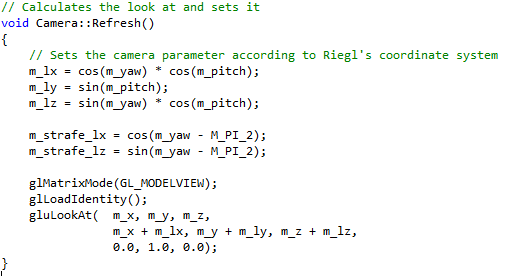 // Calculates the look at and sets it
void Camera::Refresh()
{
    // Sets the camera parameter according to Riegl's coordinate system
    m_lx = cos(m_yaw) * cos(m_pitch);
    m_ly = sin(m_pitch);
    m_lz = sin(m_yaw) * cos(m_pitch);

    m_strafe_lx = cos(m_yaw - M_PI_2);
    m_strafe_lz = sin(m_yaw - M_PI_2);

    glMatrixMode(GL_MODELVIEW);
    glLoadIdentity();
    gluLookAt(  m_x, m_y, m_z,
                m_x + m_lx, m_y + m_ly, m_z + m_lz,
                0.0, 1.0, 0.0);
}